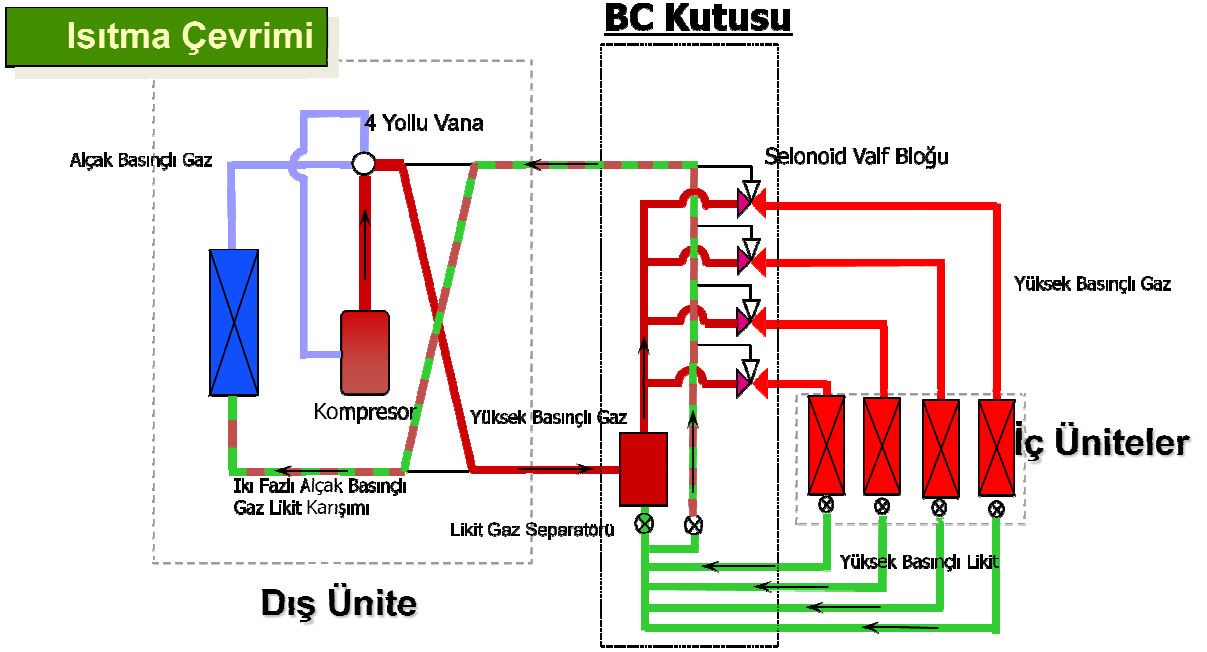 Isıtma Çevrimi
BC Kutusu
4 Yollu Vana
Alçak Basınçlı Gaz
Selonoid Valf Bloğu
Yüksek Basınçlı Gaz
Kompresor
Yüksek Basınçlı Gaz
İç Üniteler
Iki Fazlı Alçak Basınçlı
Gaz Likit Karışımı
Likit Gaz Separatörü
Yüksek Basınçlı Likit
Dış Ünite